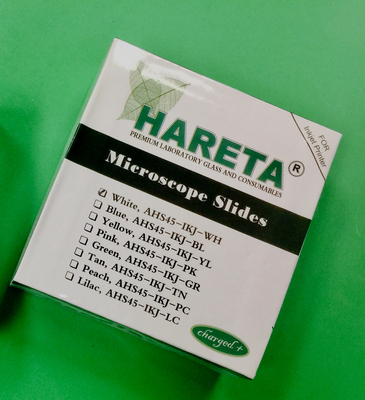 FOR
Inkjet Printer
HARETA®
PREMIUM LABORATORY GLASS AND CONSUMABLES
Microscope Slides
White, AHS45-IKJ-WH
Blue, AHS45-IKJ-BL
Yellow, AHS45-IKJ-YL
Pink, AHS45-IKJ-PK
Green, AHS45-IKJ-GR
Tan, AHS45-IKJ-TN
Peach, AHS45-IKJ-PC
Lilac, AHS45-IKJ-LC
charged+